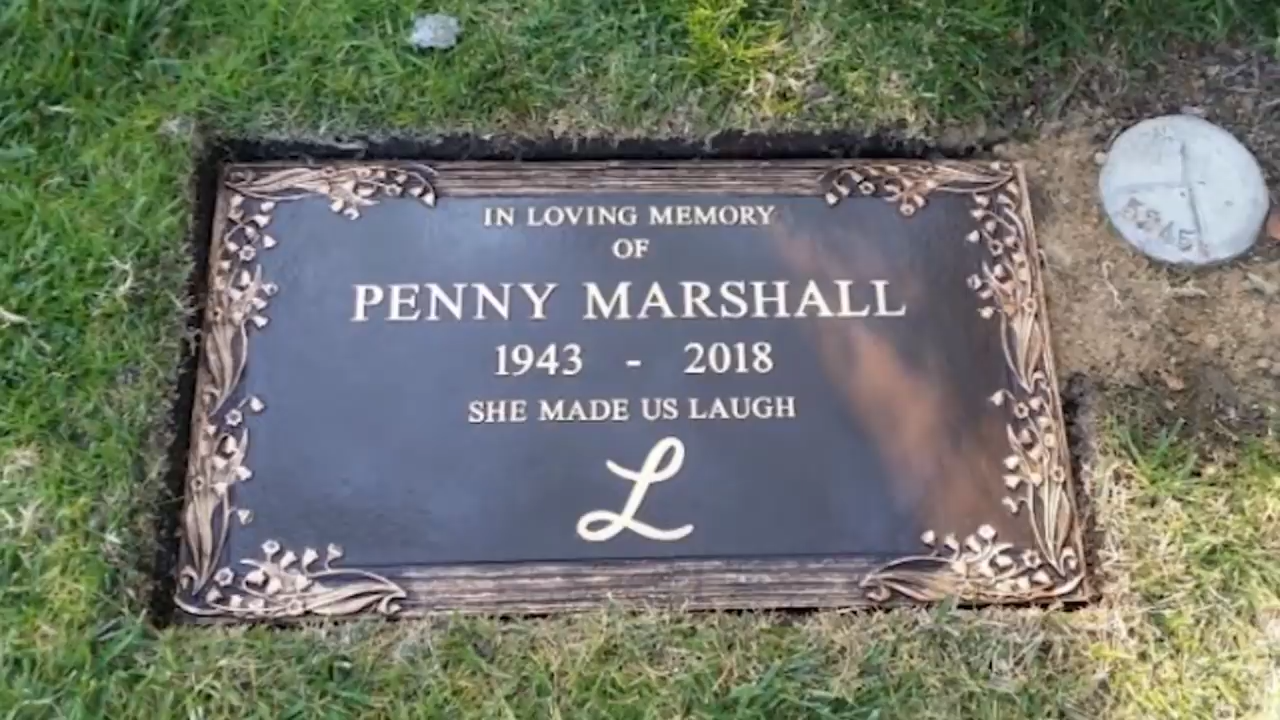 IN LOVING MEMORY
OF
PENNY MARSHALL
1943 - 2018
SHE MADE US LAUGH
L